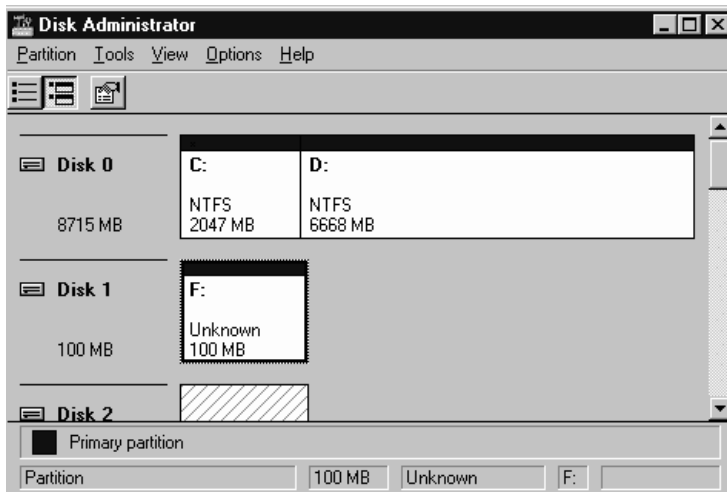 Disk Administrator
Partition Tools View Options Help
Disk 0 C: D:
NTFS NTFS
8715 MB 2047 MB 6668 MB
Disk 1 F:
Unknown
100 MB 100 MB
Disk 2
Primary partition
Partition 100 MB Unknown F: